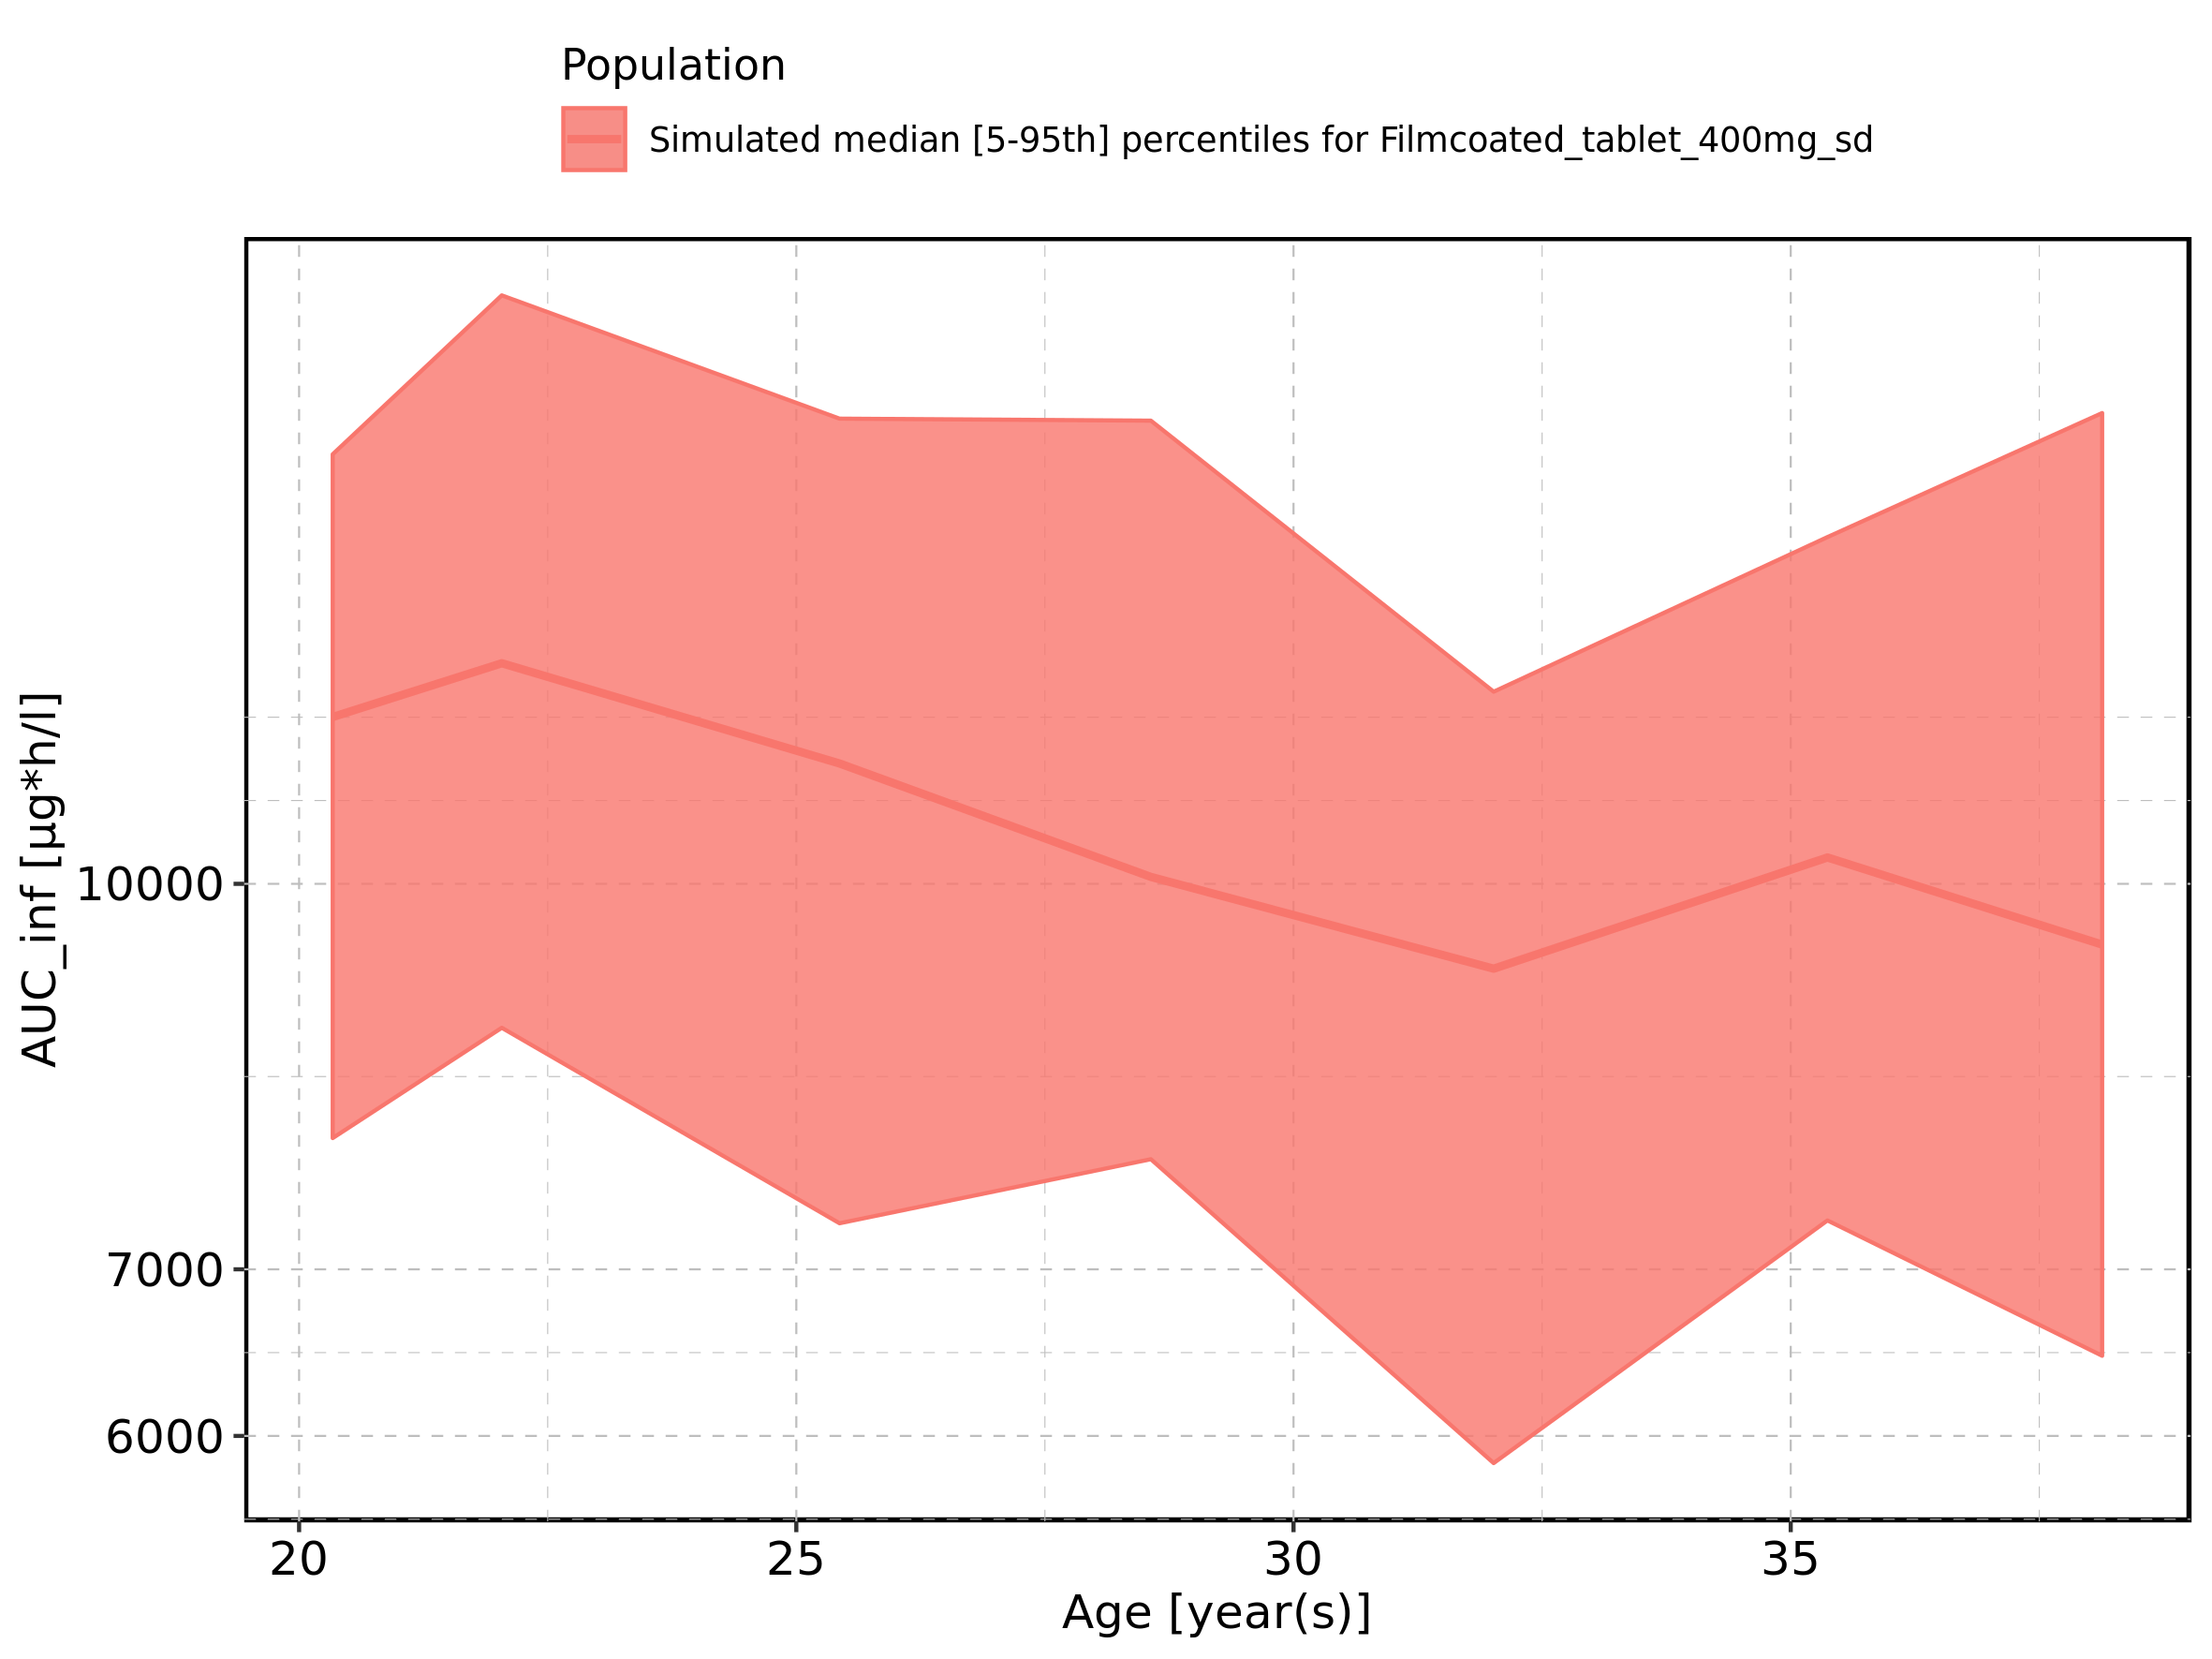 Population
Simulated median [5-95th] percentiles for Filmcoated_tablet_400mg_sd
AUC_inf [µg*h/l]
10000
7000
6000
20 25 30 35
Age [year(s)]